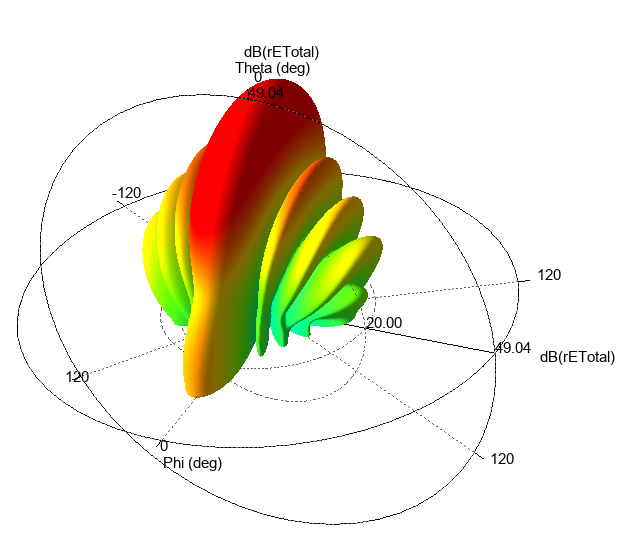 dB(rETotal)
Theta (deg)
0
49.04
-120
120
20.00
49.04
dB(rETotal)
120
0
Phi (deg)
120